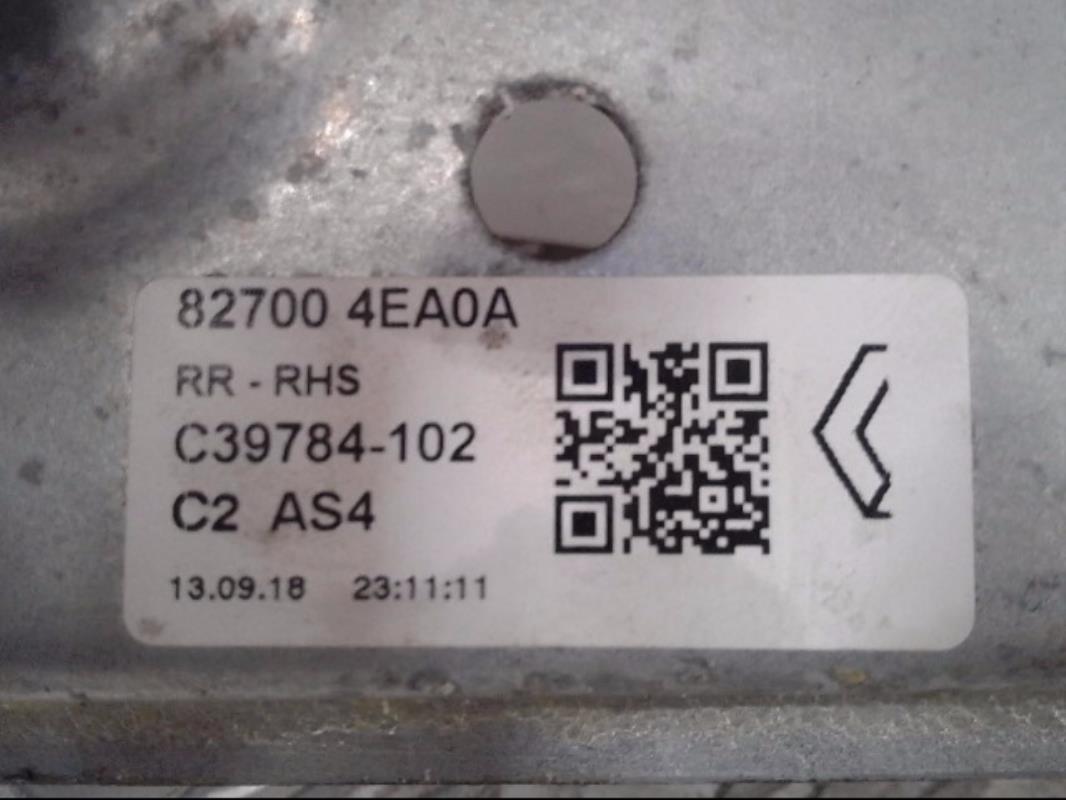 82700 4EA0A
RR - RHS
C39784-102
C2 AS4
13.09.18 23:11:11